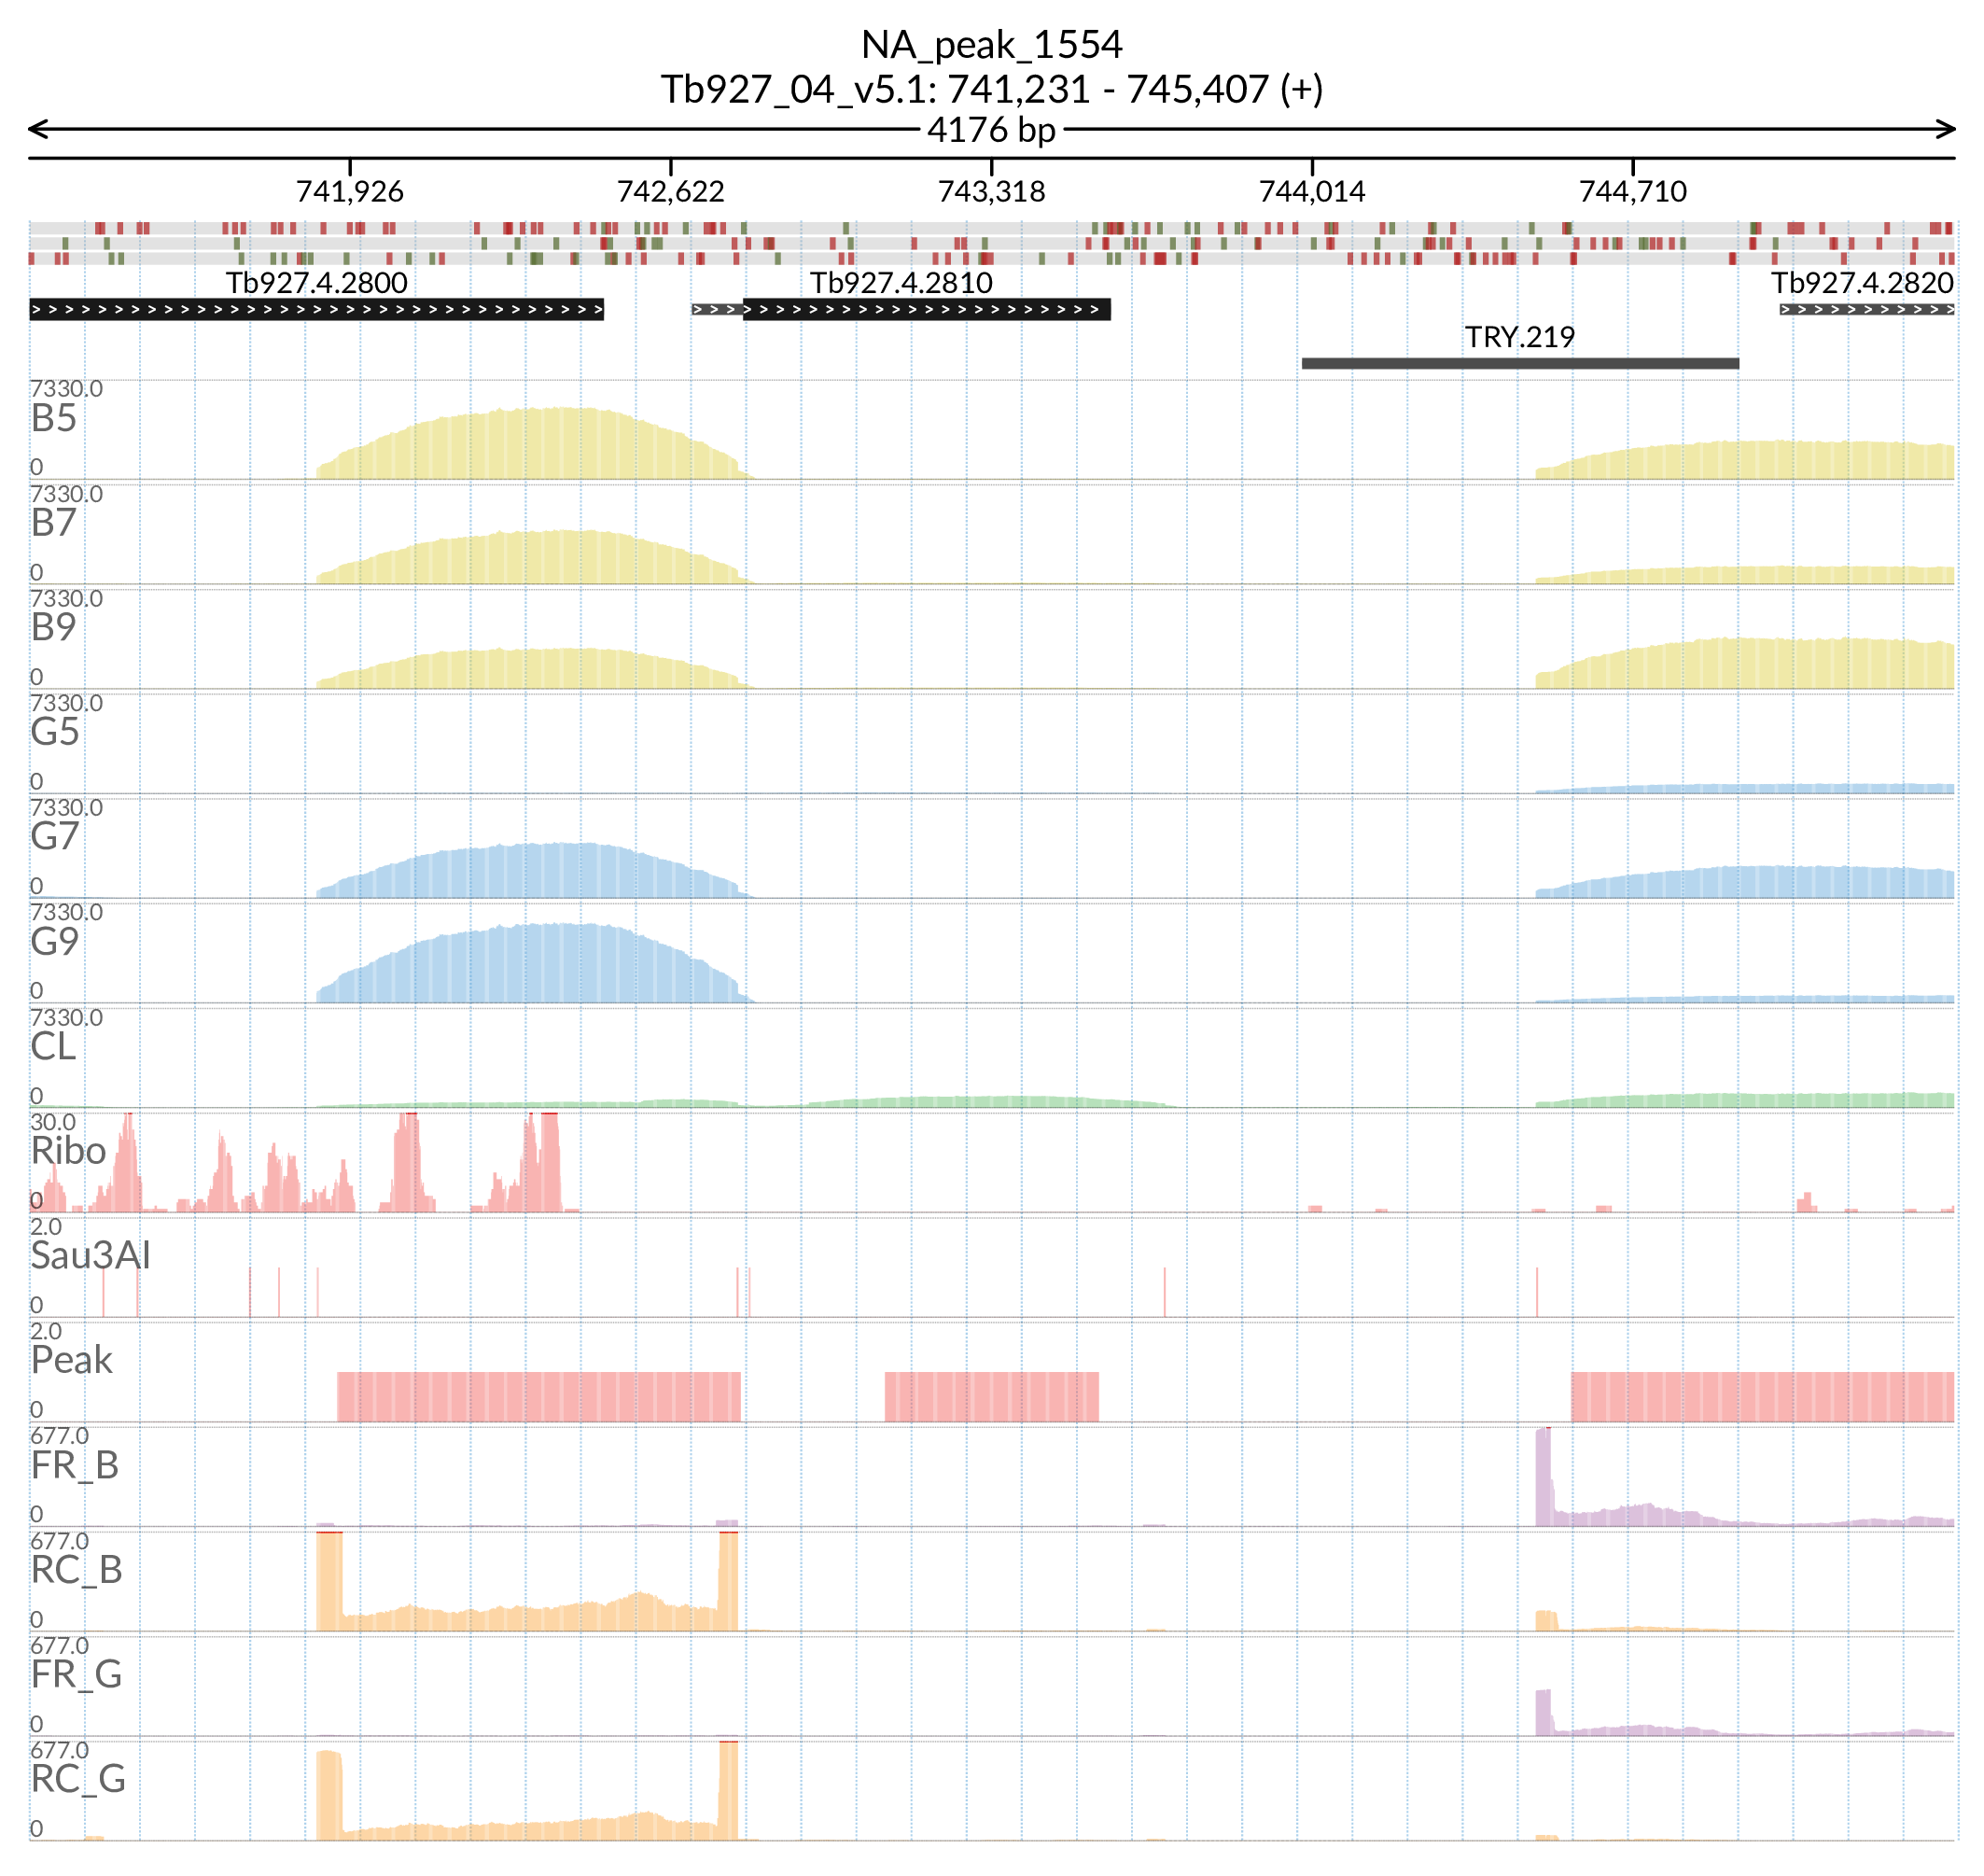 NA_peak_1554
Tb927_04_v5.1: 741,231 - 745,407 (+)
4176 bp
741,926 742,622 743,318 744,014 744,710
Tb927.4.2800 Tb927.4.2810 Tb927.4.2820
TRY.219
7330.0
B5
0
7330.0
B7
0
7330.0
B9
0
7330.0
G5
0
7330.0
G7
0
7330.0
G9
0
7330.0
CL
0
30.0
Ribo
0
2.0
Sau3AI
0
2.0
Peak
0
677.0
FR_B
0
677.0
RC_B
0
677.0
FR_G
0
677.0
RC_G
0